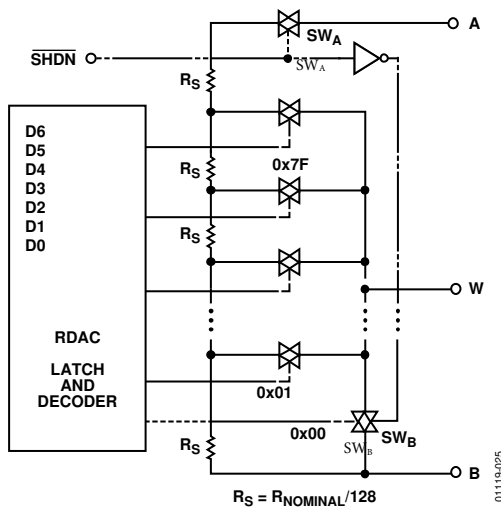 A
SW_A
SHDN
SW_A
R_S
D6
D5
D4
D3
D2
D1
D0
0x7F
R_S
R_S
W
RDAC
LATCH
AND
DECODER
0x01
0x00
SW_B
SW_B
R_S
B
R_S = R_NOMINAL/128
01119-025